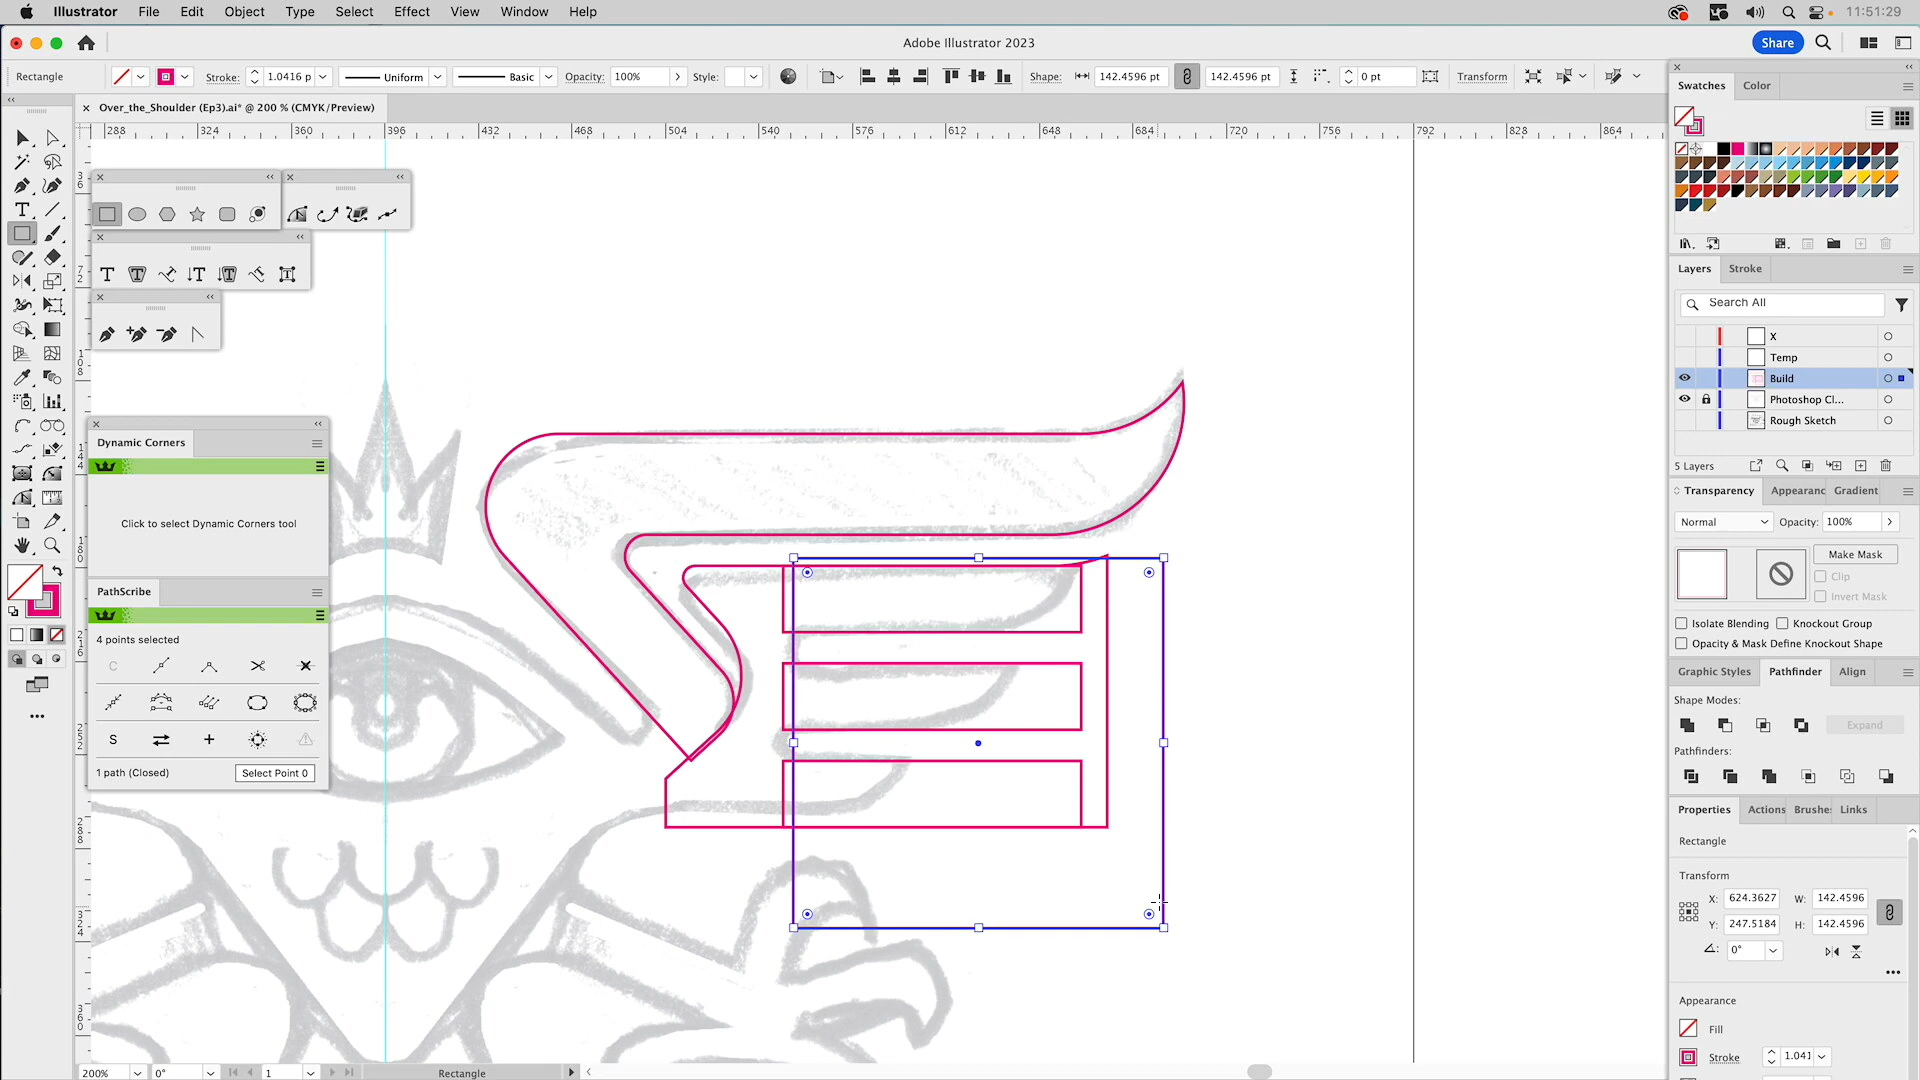 Illustrator File Edit Object Type Select Effect View Window Help
11:51:29
Adobe Illustrator 2023
Share
Rectangle
Stroke: 1.0416 p Uniform Basic Opacity: 100% Style: Shape: 142.4596 pt 142.4596 pt 0 pt Transform
Over_the_Shoulder (Ep3).ai* @ 200 % (CMYK/Preview)
288 324 360 396 432 468 504 540 576 612 648 684 720 756 792 828 864
Swatches Color
Layers Stroke
Search All
X
Temp
Build
Photoshop Cl...
Rough Sketch
5 Layers
Transparency Appearanc Gradient
Normal Opacity: 100%
Make Mask
Clip
Invert Mask
Isolate Blending Knockout Group
Opacity & Mask Define Knockout Shape
Graphic Styles Pathfinder Align
Shape Modes:
Expand
Pathfinders:
Properties Actions Brushe: Links
Rectangle
Transform
X: 624.3627 W: 142.4596
Y: 247.5184 H: 142.4596
0°
Appearance
Fill
Stroke 1.041
Dynamic Corners
Click to select Dynamic Corners tool
PathScribe
4 points selected
1 path (Closed) Select Point 0
200% 0° 1 Rectangle